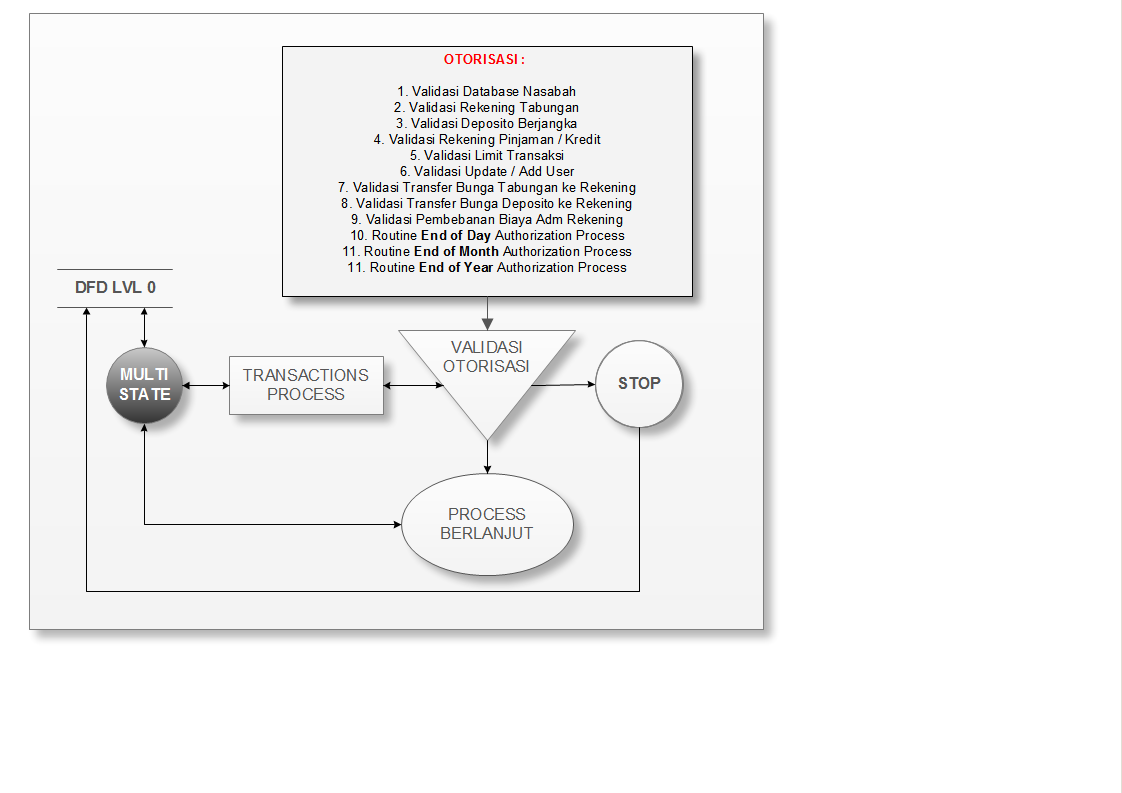 OTORISASI :
1. Validasi Database Nasabah
2. Validasi Rekening Tabungan
3. Validasi Deposito Berjangka
4. Validasi Rekening Pinjaman / Kredit
5. Validasi Limit Transaksi
6. Validasi Update / Add User
7. Validasi Transfer Bunga Tabungan ke Rekening
8. Validasi Transfer Bunga Deposito ke Rekening
9. Validasi Pembebanan Biaya Adm Rekening
10. Routine End of Day Authorization Process
11. Routine End of Month Authorization Process
11. Routine End of Year Authorization Process
DFD LVL 0
MULTI
STATE
TRANSACTIONS
PROCESS
VALIDASI
OTORISASI
STOP
PROCESS
BERLANJUT